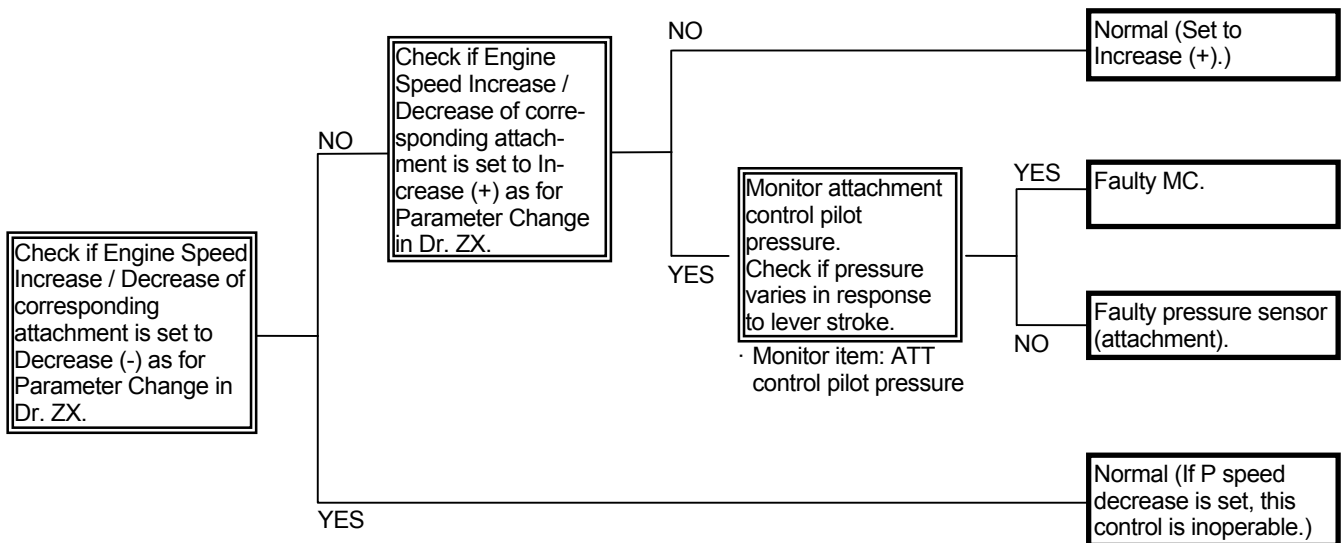 Check if Engine Speed
Increase / Decrease of
corresponding
attachment is set to
Decrease (-) as for
Parameter Change in
Dr. ZX.
NO
YES
Check if Engine
Speed Increase /
Decrease of corre-
sponding attach-
ment is set to In-
crease (+) as for
Parameter Change
in Dr. ZX.
NO
YES
Normal (Set to
Increase (+).)
Monitor attachment
control pilot
pressure.
Check if pressure
varies in response
to lever stroke.
· Monitor item: ATT
control pilot pressure
YES
NO
Faulty MC.
Faulty pressure sensor
(attachment).
Normal (If P speed
decrease is set, this
control is inoperable.)